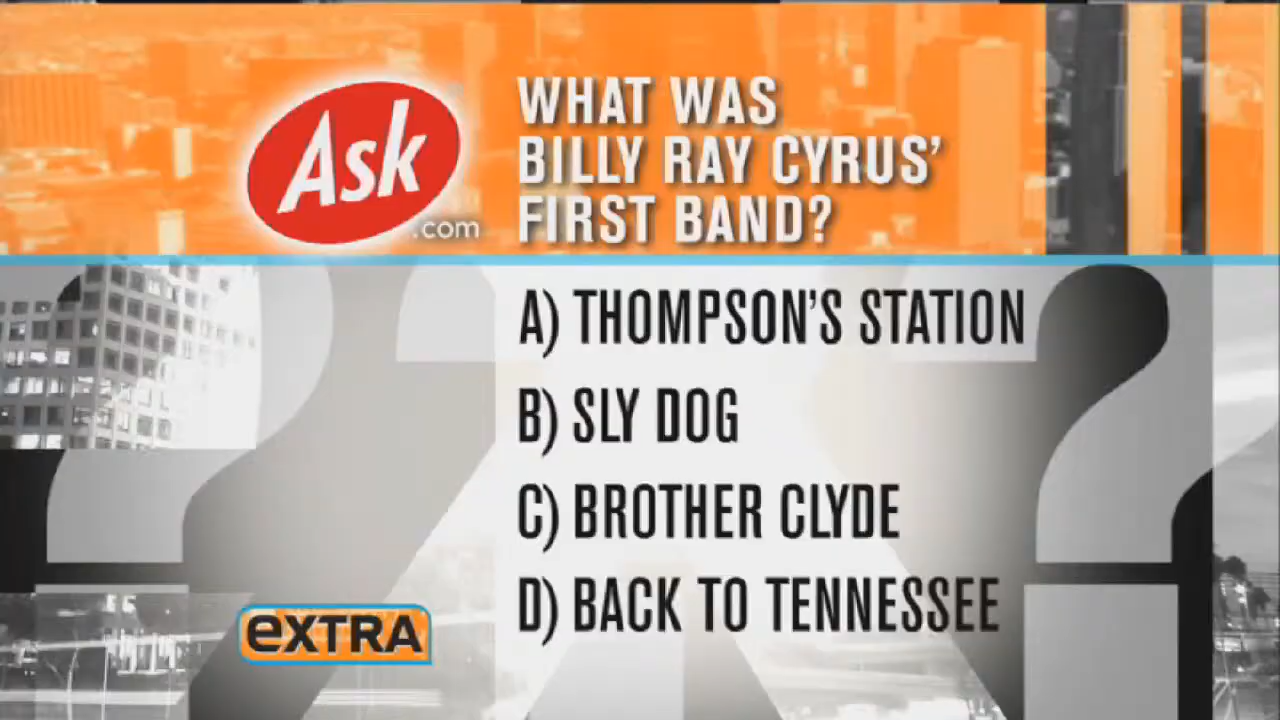 Ask
.com
WHAT WAS
BILLY RAY CYRUS'
FIRST BAND?
A) THOMPSON'S STATION
B) SLY DOG
C) BROTHER CLYDE
D) BACK TO TENNESSEE
eXTRA